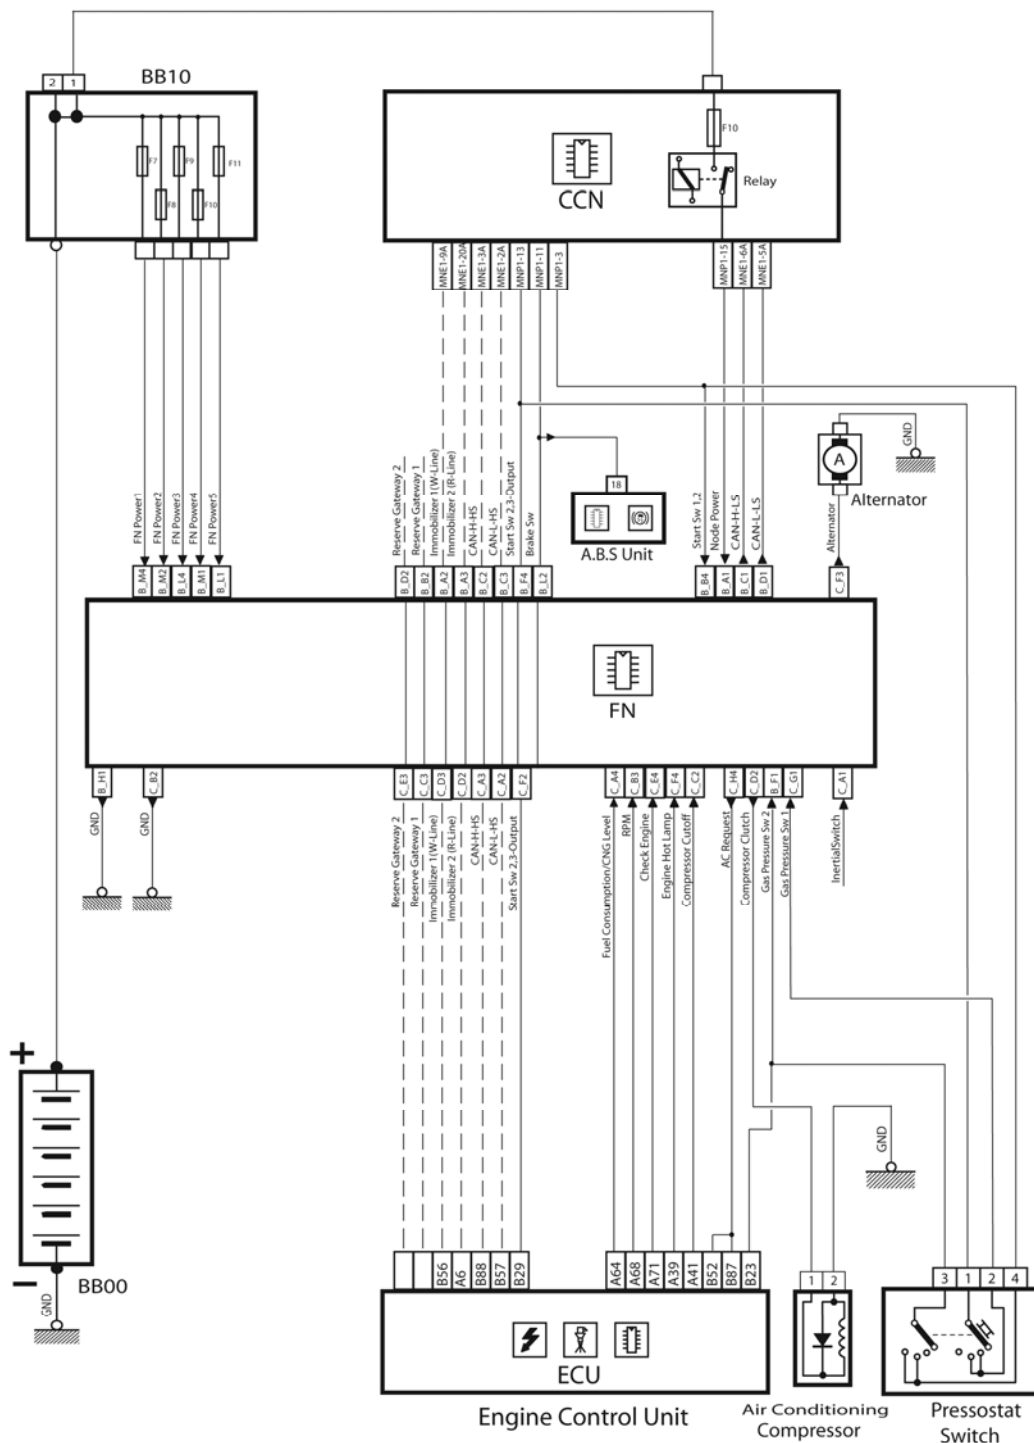 BB10
2 1
F7
F9
F11
F8
F10
CCN
F10
Relay
MNE1-9A
MNE1-20A
MNE1-3A
MNE1-2A
MNP1-13
MNP1-11
MNP1-3
MNP1-15
MNE1-6A
MNE1-5A
FN Power1
FN Power2
FN Power3
FN Power4
FN Power5
Reserve Gateway 2
Reserve Gateway 1
Immobilizer 1(W-Line)
Immobilizer 2 (R-Line)
CAN-H-HS
CAN-L-HS
Start Sw 2,3-Output
Brake Sw
18
A.B.S Unit
Start Sw 1,2
Node Power
CAN-H-LS
CAN-L-LS
Alternator
A
GND
Alternator
B_M4
B_M2
B_L4
B_M1
B_L1
B_D2
B_B2
B_A2
B_A3
B_C2
B_C3
B_F4
B_L2
B_B4
B_A1
B_C1
B_D1
C_F3
FN
B_H1
C_B2
C_E3
C_C3
C_D3
C_D2
C_A3
C_A2
C_F2
C_A4
C_B3
C_E4
C_F4
C_C2
C_H4
C_D2
B_F1
C_G1
C_A1
GND
GND
Reserve Gateway 2
Reserve Gateway 1
Immobilizer 1(W-Line)
Immobilizer 2 (R-Line)
CAN-H-HS
CAN-L-HS
Start Sw 2,3-Output
Fuel Consumption/CNG Level
RPM
Check Engine
Engine Hot Lamp
Compressor Cutoff
AC Request
Compressor Clutch
Gas Pressure Sw 2
Gas Pressure Sw 1
InertialSwitch
+
−
BB00
GND
GND
B56
A6
B88
B57
B29
A64
A68
A71
A39
A41
B52
B87
B23
1 2
3 1 2 4
ECU
Engine Control Unit
Air Conditioning
Compressor
Pressostat
Switch